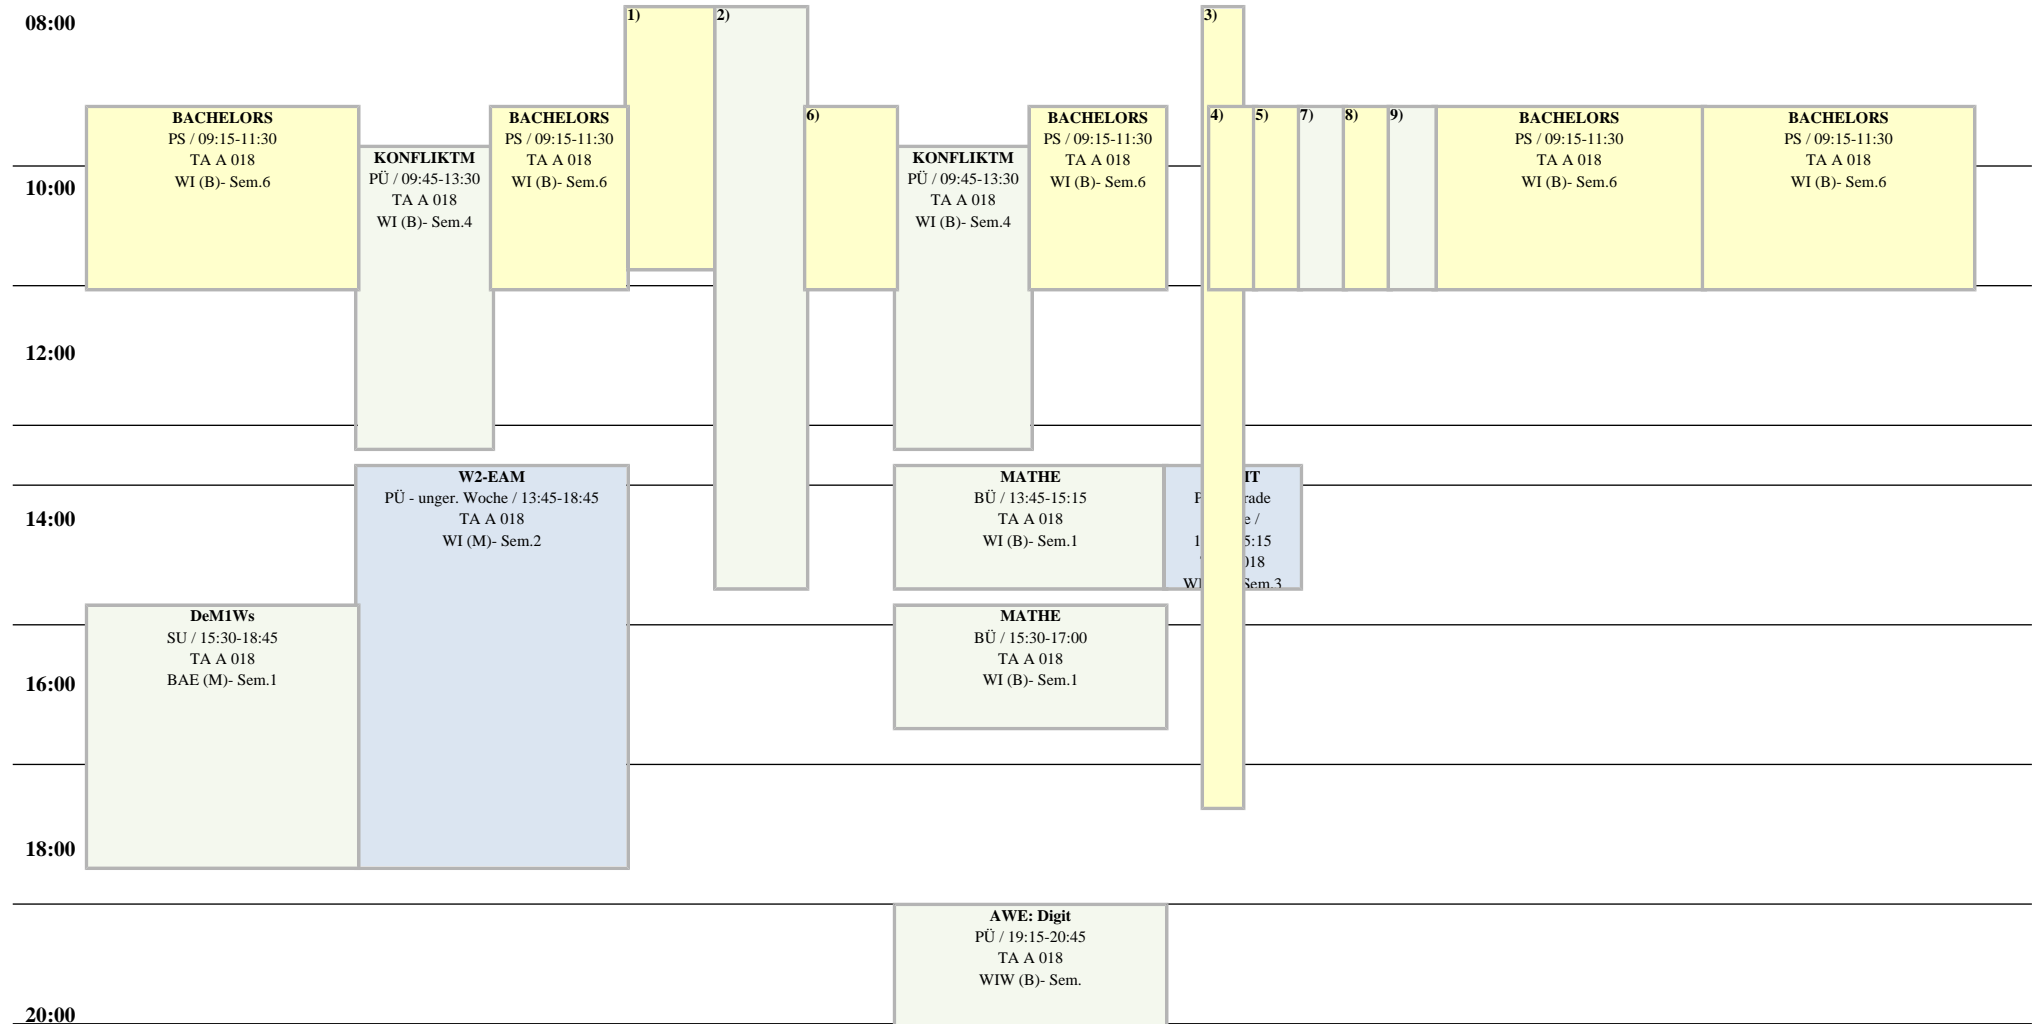 08:00
1)
2)
3)
BACHELORS
PS / 09:15-11:30
TA A 018
WI (B)- Sem.6
KONFLIKTM
PÜ / 09:45-13:30
TA A 018
WI (B)- Sem.4
BACHELORS
PS / 09:15-11:30
TA A 018
WI (B)- Sem.6
6)
KONFLIKTM
PÜ / 09:45-13:30
TA A 018
WI (B)- Sem.4
BACHELORS
PS / 09:15-11:30
TA A 018
WI (B)- Sem.6
4)
5)
7)
8)
9)
BACHELORS
PS / 09:15-11:30
TA A 018
WI (B)- Sem.6
BACHELORS
PS / 09:15-11:30
TA A 018
WI (B)- Sem.6
10:00
12:00
W2-EAM
PÜ - unger. Woche / 13:45-18:45
TA A 018
WI (M)- Sem.2
MATHE
BÜ / 13:45-15:15
TA A 018
WI (B)- Sem.1
Sem.3
14:00
DeM1Ws
SU / 15:30-18:45
TA A 018
BAE (M)- Sem.1
MATHE
BÜ / 15:30-17:00
TA A 018
WI (B)- Sem.1
16:00
18:00
AWE: Digit
PÜ / 19:15-20:45
TA A 018
WIW (B)- Sem.
20:00